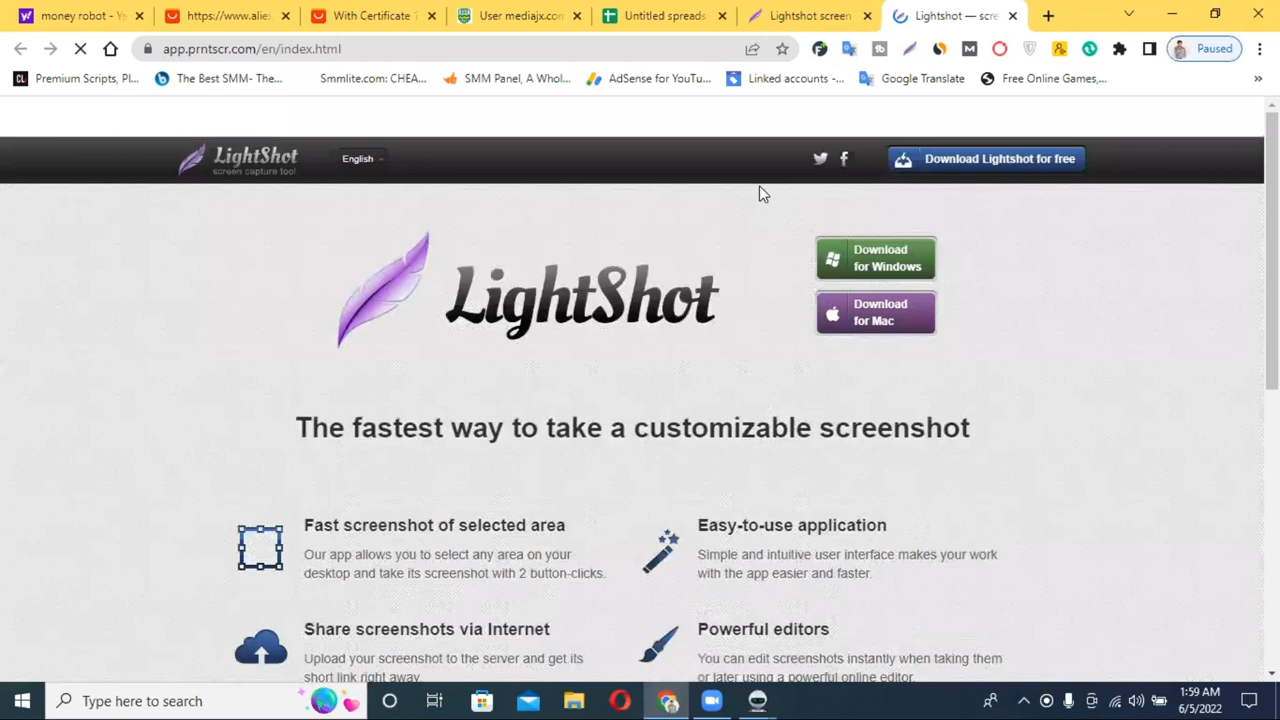 money robot - Y
https://www.aliex
With Certificate
User mediajx.com:
Untitled spreads
Lightshot screen
Lightshot — scre
app.prntscr.com/en/index.html
Paused
Premium Scripts, Pl...
The Best SMM- The...
Smmlite.com: CHEA...
SMM Panel, A Whol...
AdSense for YouTu...
Linked accounts -...
Google Translate
Free Online Games,...
LightShot
screen capture tool
English
Download Lightshot for free
LightShot
Download
for Windows
Download
for Mac
The fastest way to take a customizable screenshot
Fast screenshot of selected area
Our app allows you to select any area on your
desktop and take its screenshot with 2 button-clicks.
Easy-to-use application
Simple and intuitive user interface makes your work
with the app easier and faster.
Share screenshots via Internet
Upload your screenshot to the server and get its
short link right away.
Powerful editors
You can edit screenshots instantly when taking them
or later using a powerful online editor.
Type here to search
1:59 AM
6/5/2022